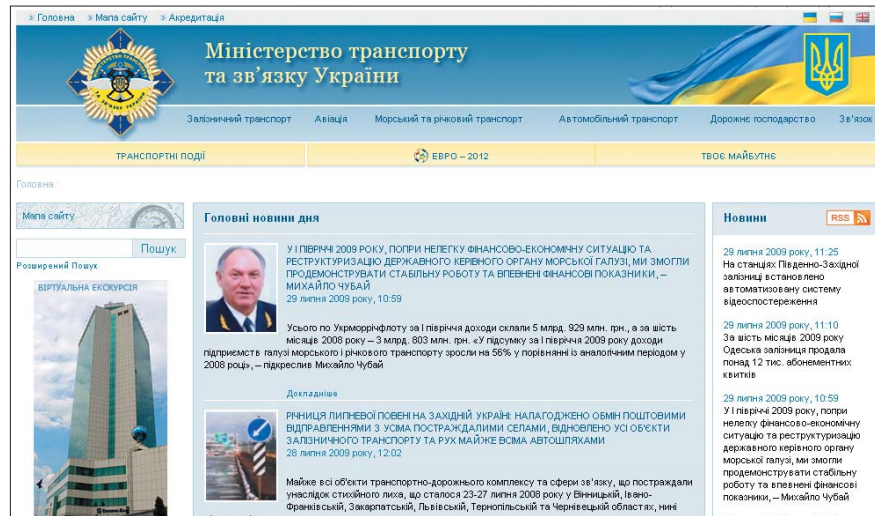 » Головна » Мапа сайту » Акредитація
Міністерство транспорту
та зв'язку України
Залізничний транспорт Авіація Морський та річковий транспорт Автомобільний транспорт Дорожнє господарство Зв'язок
ТРАНСПОРТНІ ПОДІЇ ЕВРО – 2012 ТВОЄ МАЙБУТНЄ
Головна
Мапа сайту
Пошук
Розширений Пошук
ВІРТУАЛЬНА ЕКСКУРСІЯ
Головні новини дня
У І ПІВРІЧЧІ 2009 РОКУ, ПОПРИ НЕЛЕГКУ ФІНАНСОВО-ЕКОНОМІЧНУ СИТУАЦІЮ ТА
РЕСТРУКТУРИЗАЦІЮ ДЕРЖАВНОГО КЕРІВНОГО ОРГАНУ МОРСЬКОЇ ГАЛУЗІ, МИ ЗМОГЛИ
ПРОДЕМОНСТРУВАТИ СТАБІЛЬНУ РОБОТУ ТА ВПЕВНЕНІ ФІНАНСОВІ ПОКАЗНИКИ, –
МИХАЙЛО ЧУБАЙ
29 липня 2009 року, 10:59
Усього по Укрморрічфлоту за І півріччя доходи склали 5 млрд. 929 млн. грн., а за шість
місяців 2008 року – 3 млрд. 803 млн. грн. «У підсумку за І півріччя 2009 року доходи
підприємств галузі морського і річкового транспорту зросли на 56% у порівнянні із аналогічним періодом у
2008 році», – підкреслив Михайло Чубай
Докладніше
РІЧНИЦЯ ЛИПНЕВОЇ ПОВЕНІ НА ЗАХІДНІЙ УКРАЇНІ: НАЛАГОДЖЕНО ОБМІН ПОШТОВИМИ
ВІДПРАВЛЕННЯМИ З УСІМА ПОСТРАЖДАЛИМИ СЕЛАМИ, ВІДНОВЛЕНО УСІ ОБ'ЄКТИ
ЗАЛІЗНИЧНОГО ТРАНСПОРТУ ТА РУХ МАЙЖЕ ВСІМА АВТОШЛЯХАМИ
28 липня 2009 року, 12:02
Майже всі об'єкти транспортно-дорожнього комплексу та сфери зв'язку, що постраждали
унаслідок стихійного лиха, що сталося 23-27 липня 2008 року у Вінницькій, Івано-
Франківській, Закарпатській, Львівській, Тернопільській та Чернівецькій областях, нині
Новини RSS
29 липня 2009 року, 11:25
На станціях Південно-Західної
залізниці встановлено
автоматизовану систему
відеоспостереження
29 липня 2009 року, 11:10
За шість місяців 2009 року
Одеська залізниця продала
понад 12 тис. абонементних
квитків
29 липня 2009 року, 10:59
У І півріччі 2009 року, попри
нелегку фінансово-економічну
ситуацію та реструктуризацію
державного керівного органу
морської галузі, ми змогли
продемонструвати стабільну
роботу та впевнені фінансові
показники, – Михайло Чубай